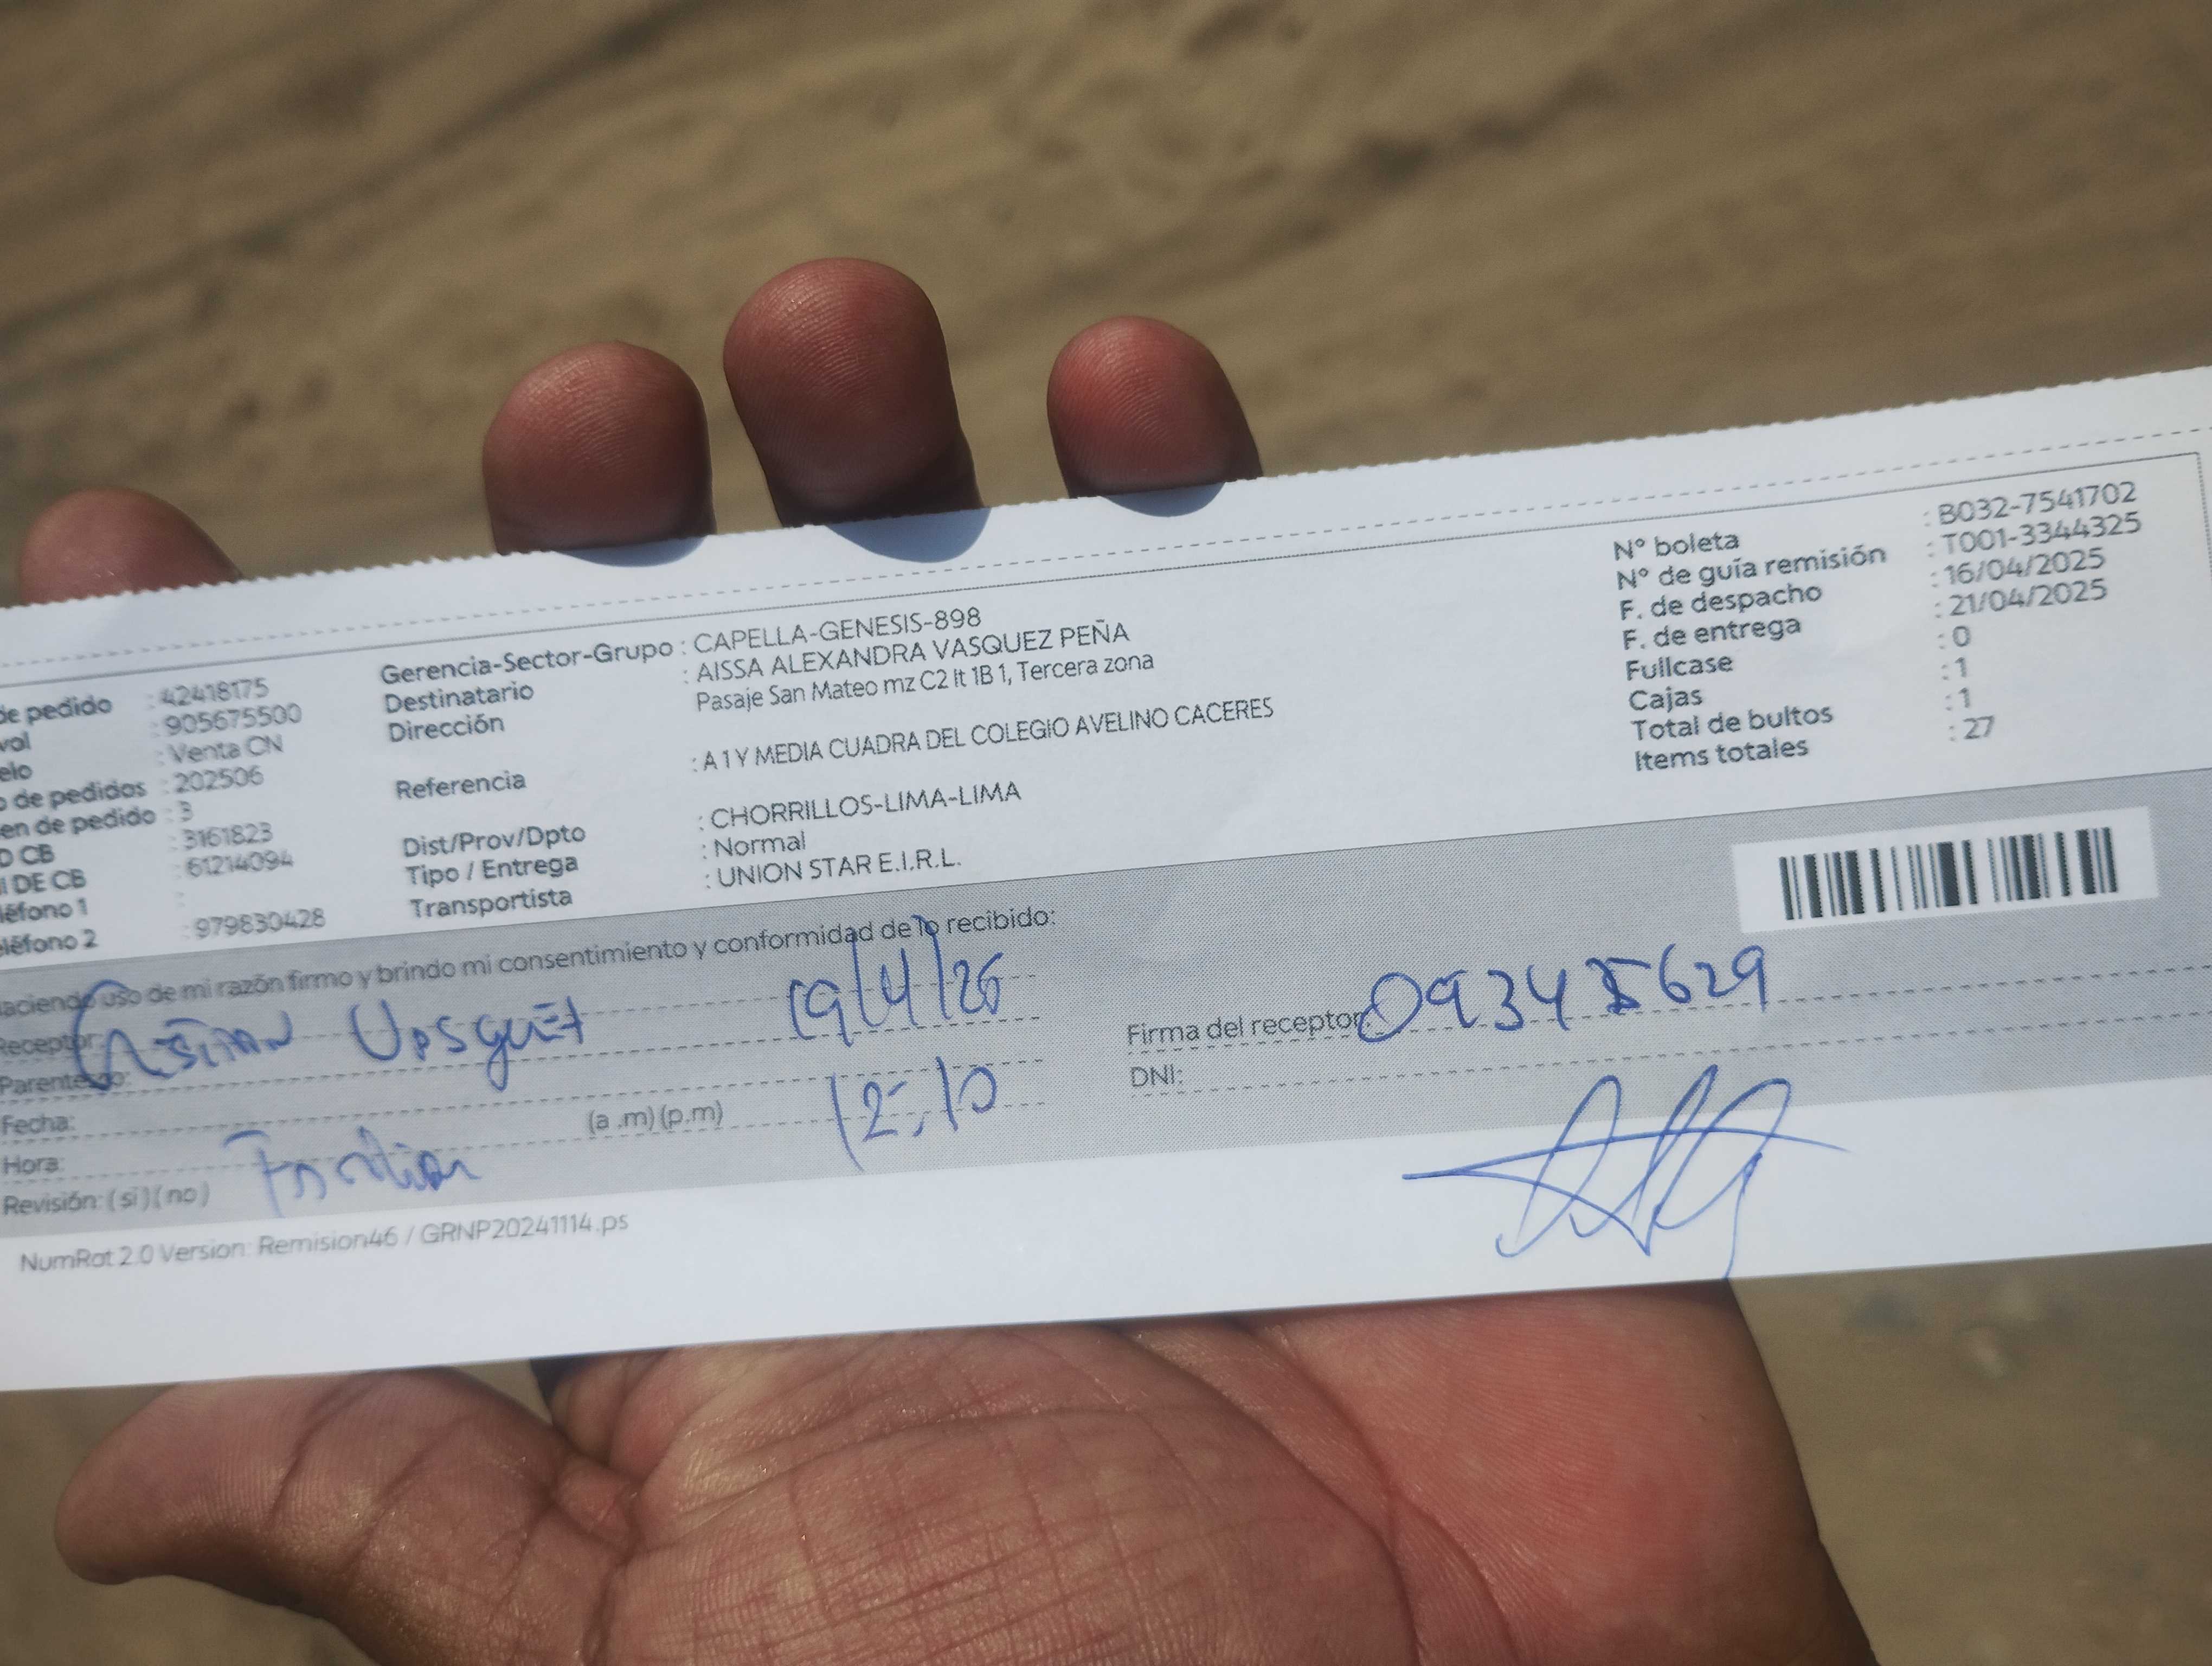 de pedido : 42418175
val : 905675500
elo : Venta CN
o de pedidos : 202506
en de pedido : 3
D CB : 3161823
I DE CB : 61214094
léfono 1 :
léfono 2 : 979830428
Gerencia-Sector-Grupo : CAPELLA-GENESIS-898
Destinatario : AISSA ALEXANDRA VASQUEZ PEÑA
Dirección Pasaje San Mateo mz C2 lt 1B 1, Tercera zona
Referencia : A 1 Y MEDIA CUADRA DEL COLEGIO AVELINO CACERES
Dist/Prov/Dpto : CHORRILLOS-LIMA-LIMA
Tipo / Entrega : Normal
Transportista : UNION STAR E.I.R.L.
N° boleta : B032-7541702
N° de guía remisión : T001-3344325
F. de despacho : 16/04/2025
F. de entrega : 21/04/2025
Fullcase : 0
Cajas : 1
Total de bultos : 1
Items totales : 27
aciendo uso de mi razón firmo y brindo mi consentimiento y conformidad de lo recibido:
Receptor: 19/4/
Parentesco:
Fecha:
Hora: (a .m) (p.m) 12:10
Revisión: ( si ) ( no )
Firma del receptor:
DNI:
NumRot 2.0 Version: Remision46 / GRNP20241114.ps